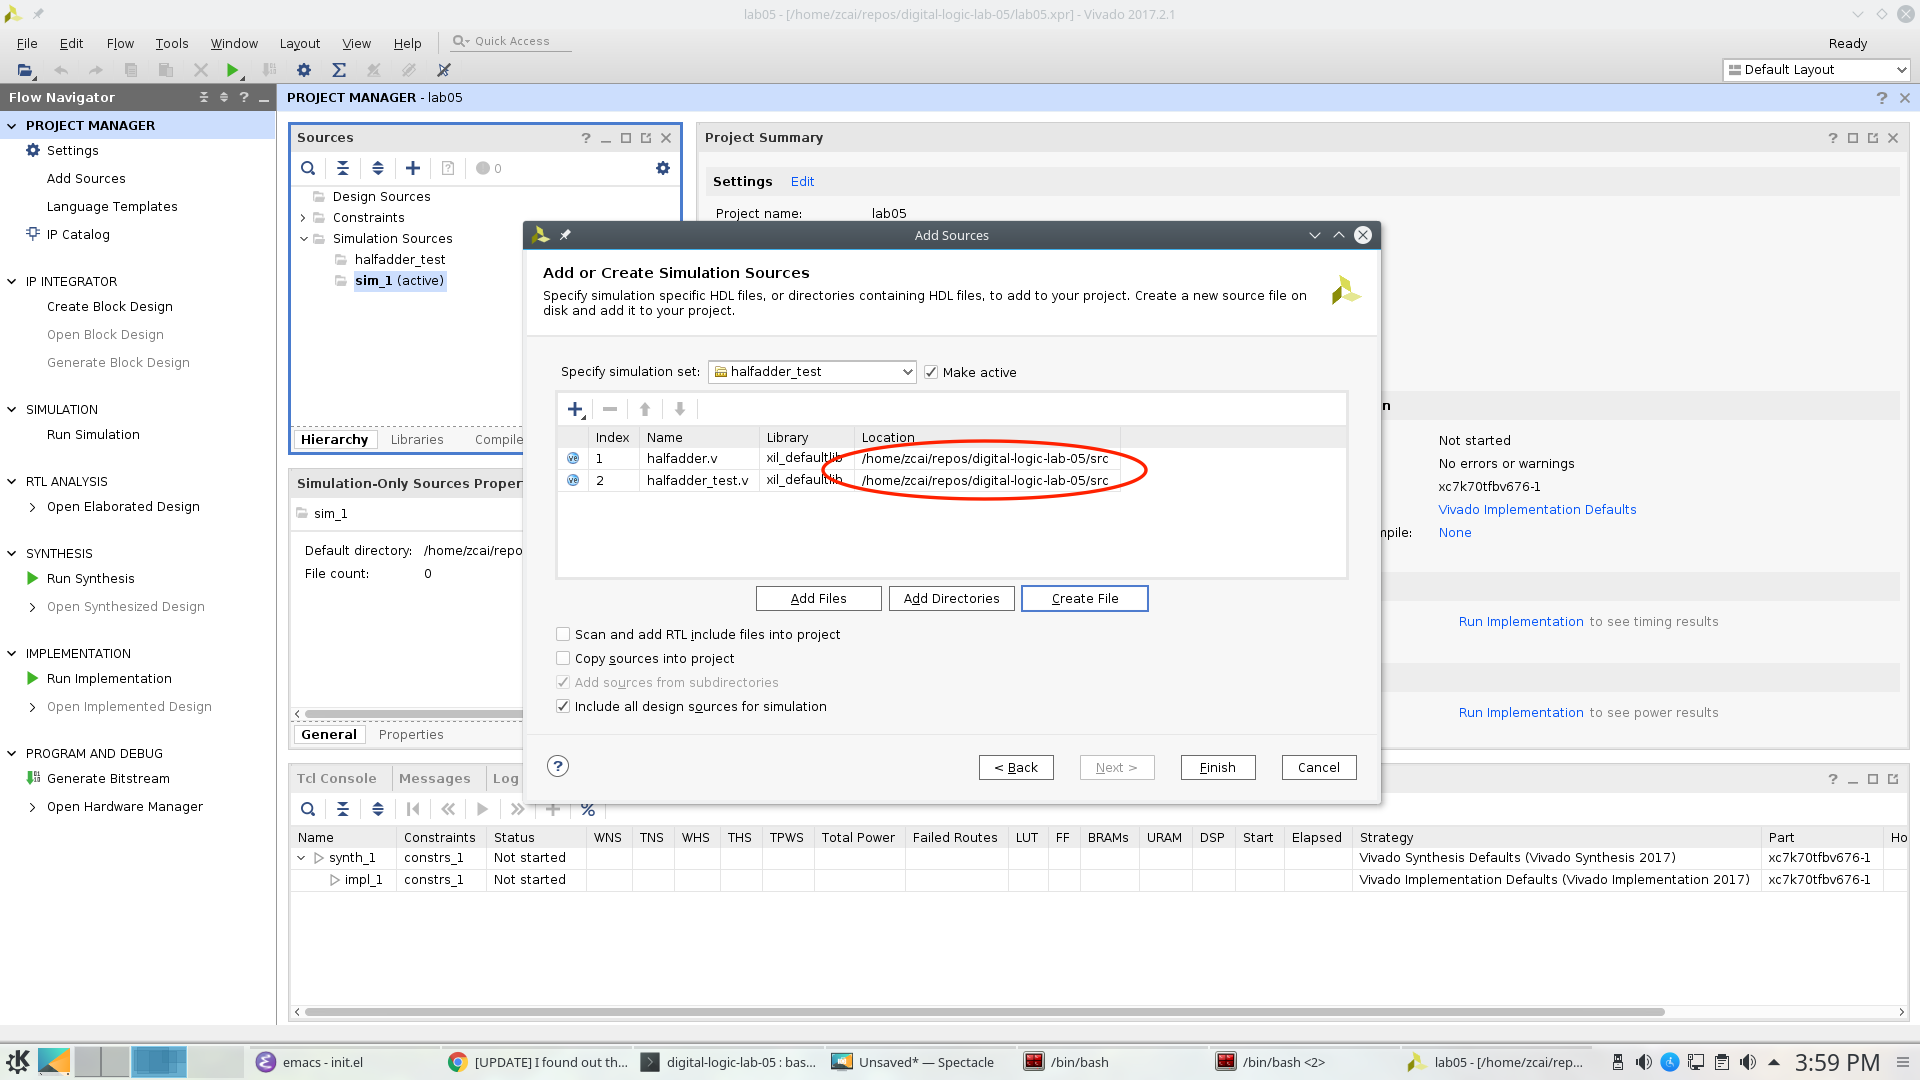 lab05 - [/home/zcai/repos/digital-logic-lab-05/lab05.xpr] - Vivado 2017.2.1
File Edit Flow Tools Window Layout View Help Quick Access Ready
Default Layout
Flow Navigator
PROJECT MANAGER
Settings
Add Sources
Language Templates
IP Catalog
IP INTEGRATOR
Create Block Design
Open Block Design
Generate Block Design
SIMULATION
Run Simulation
RTL ANALYSIS
Open Elaborated Design
SYNTHESIS
Run Synthesis
Open Synthesized Design
IMPLEMENTATION
Run Implementation
Open Implemented Design
PROGRAM AND DEBUG
Generate Bitstream
Open Hardware Manager
PROJECT MANAGER - lab05
Sources
0
Design Sources
Constraints
Simulation Sources
halfadder_test
sim_1 (active)
Hierarchy Libraries Compile
Simulation-Only Sources Proper
sim_1
Default directory: /home/zcai/repo
File count: 0
General Properties
Project Summary
Settings Edit
Project name: lab05
n
Not started
No errors or warnings
xc7k70tfbv676-1
Vivado Implementation Defaults
mpile: None
Run Implementation to see timing results
Run Implementation to see power results
Add Sources
Add or Create Simulation Sources
Specify simulation specific HDL files, or directories containing HDL files, to add to your project. Create a new source file on
disk and add it to your project.
Specify simulation set: halfadder_test Make active
Index Name Library Location
1 halfadder.v xil_defaultlib /home/zcai/repos/digital-logic-lab-05/src
2 halfadder_test.v xil_defaultlib /home/zcai/repos/digital-logic-lab-05/src
Add Files Add Directories Create File
Scan and add RTL include files into project
Copy sources into project
Add sources from subdirectories
Include all design sources for simulation
? < Back Next > Finish Cancel
Tcl Console Messages Log
Name Constraints Status WNS TNS WHS THS TPWS Total Power Failed Routes LUT FF BRAMs URAM DSP Start Elapsed Strategy Part Ho
synth_1 constrs_1 Not started Vivado Synthesis Defaults (Vivado Synthesis 2017) xc7k70tfbv676-1
impl_1 constrs_1 Not started Vivado Implementation Defaults (Vivado Implementation 2017) xc7k70tfbv676-1
emacs - init.el [UPDATE] I found out th... digital-logic-lab-05 : bas... Unsaved* — Spectacle /bin/bash /bin/bash <2> lab05 - [/home/zcai/rep... 3:59 PM